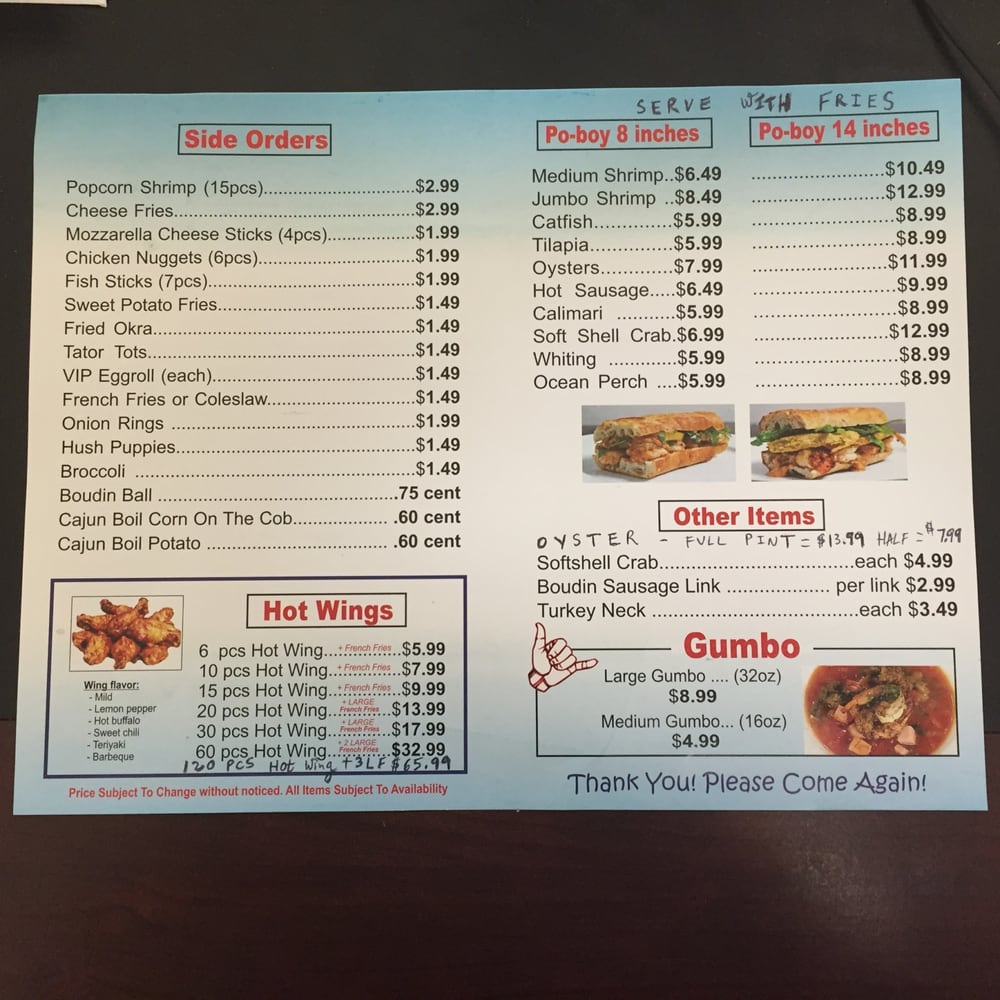 Side Orders
Popcorn Shrimp (15pcs)..............................$2.99
Cheese Fries................................................$2.99
Mozzarella Cheese Sticks (4pcs).................$1.99
Chicken Nuggets (6pcs)..............................$1.99
Fish Sticks (7pcs)........................................$1.99
Sweet Potato Fries......................................$1.49
Fried Okra...................................................$1.49
Tator Tots....................................................$1.49
VIP Eggroll (each)......................................$1.49
French Fries or Coleslaw............................$1.49
Onion Rings ...............................................$1.99
Hush Puppies..............................................$1.49
Broccoli ......................................................$1.49
Boudin Ball ...............................................75 cent
Cajun Boil Corn On The Cob................... .60 cent
Cajun Boil Potato .................................... .60 cent
Hot Wings
6 pcs Hot Wing... + French Fries ...$5.99
10 pcs Hot Wing... + French Fries ...$7.99
15 pcs Hot Wing... + French Fries ...$9.99
20 pcs Hot Wing... + LARGE French Fries ...$13.99
30 pcs Hot Wing... + LARGE French Fries ...$17.99
60 pcs Hot Wing... + 2 LARGE French Fries ...$32.99
120 PCS Hot Wing +3LF $65.99
Wing flavor:
- Mild
- Lemon pepper
- Hot buffalo
- Sweet chili
- Teriyaki
- Barbeque
Price Subject To Change without noticed. All Items Subject To Availability
SERVE WITH FRIES
Po-boy 8 inches Po-boy 14 inches
Medium Shrimp..$6.49 ...........................$10.49
Jumbo Shrimp ..$8.49 ...........................$12.99
Catfish...............$5.99 .............................$8.99
Tilapia...............$5.99 .............................$8.99
Oysters.............$7.99 ...........................$11.99
Hot Sausage.....$6.49 .............................$9.99
Calimari ...........$5.99 .............................$8.99
Soft Shell Crab.$6.99 ...........................$12.99
Whiting .............$5.99 .............................$8.99
Ocean Perch ....$5.99 .............................$8.99
Other Items
OYSTER - FULL PINT = $13.99 HALF = $7.99
Softshell Crab.....................................each $4.99
Boudin Sausage Link .................... per link $2.99
Turkey Neck ........................................each $3.49
Gumbo
Large Gumbo .... (32oz)
$8.99
Medium Gumbo... (16oz)
$4.99
Thank You! Please Come Again!